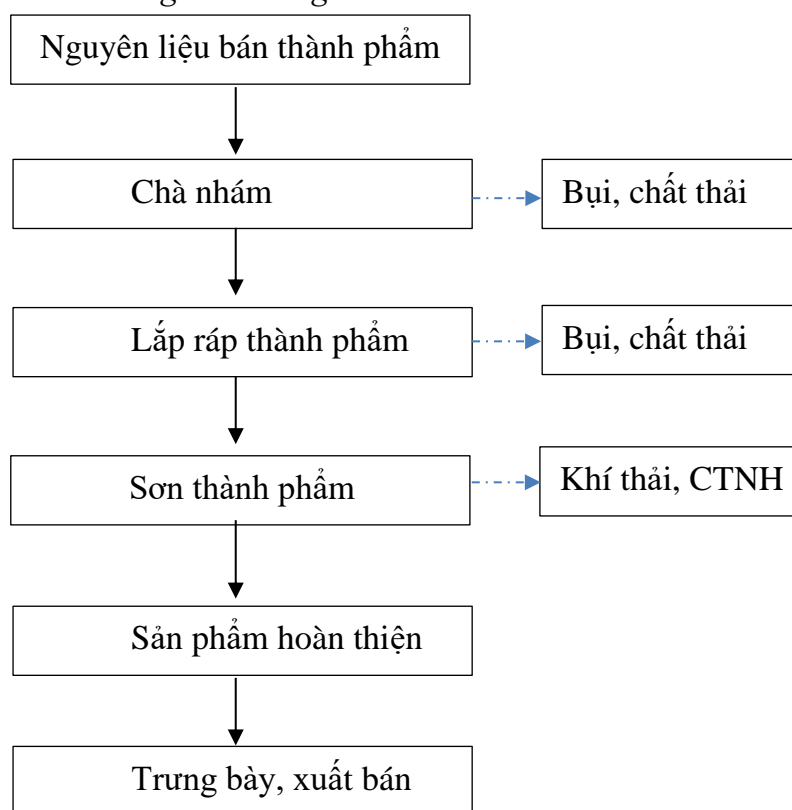 Nguyên liệu bán thành phẩm
Chà nhám
Bụi, chất thải
Lắp ráp thành phẩm
Bụi, chất thải
Sơn thành phẩm
Khí thải, CTNH
Sản phẩm hoàn thiện
Trưng bày, xuất bán